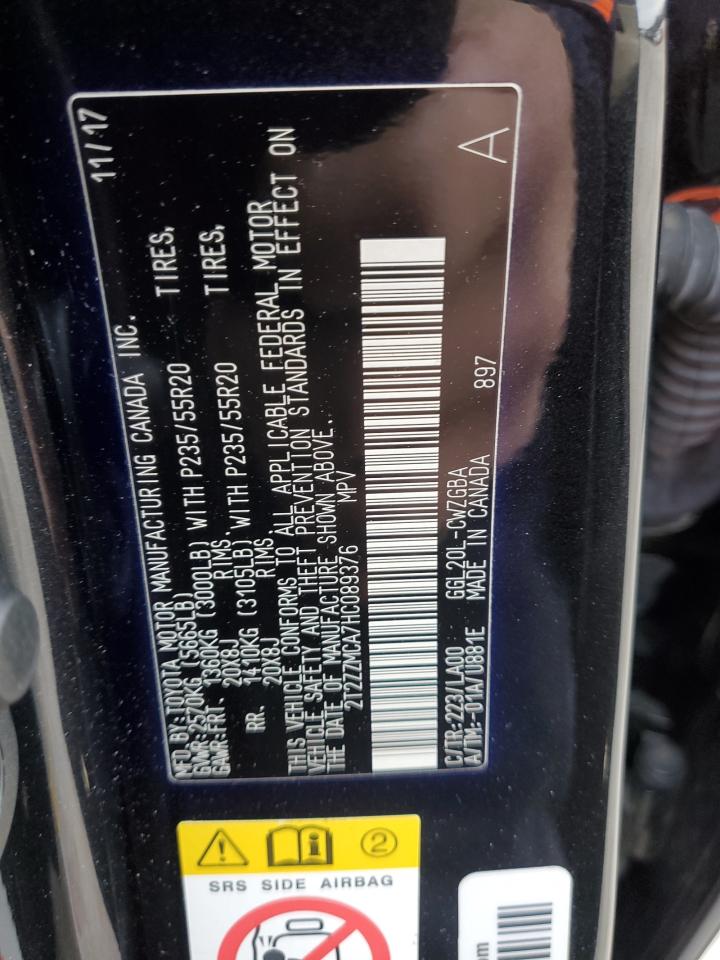 MFD BY: TOYOTA MOTOR MANUFACTURING CANADA INC. 11/17
GVWR:2570KG (5665LB)
GAWR:FRT. 1360KG (3000LB) WITH P235/55R20 TIRES,
20X8J RIMS.
RR. 1410KG (3105LB) WITH P235/55R20 TIRES,
20X8J RIMS.
THIS VEHICLE CONFORMS TO ALL APPLICABLE FEDERAL MOTOR
VEHICLE SAFETY AND THEFT PREVENTION STANDARDS IN EFFECT ON
THE DATE OF MANUFACTURE SHOWN ABOVE.
2T2ZZMCA7HC089376 MPV
C/TR:223/LA00 GGL20L-CWZGBA
A/TM:-01A/U881E MADE IN CANADA 897 A
2
SRS SIDE AIRBAG